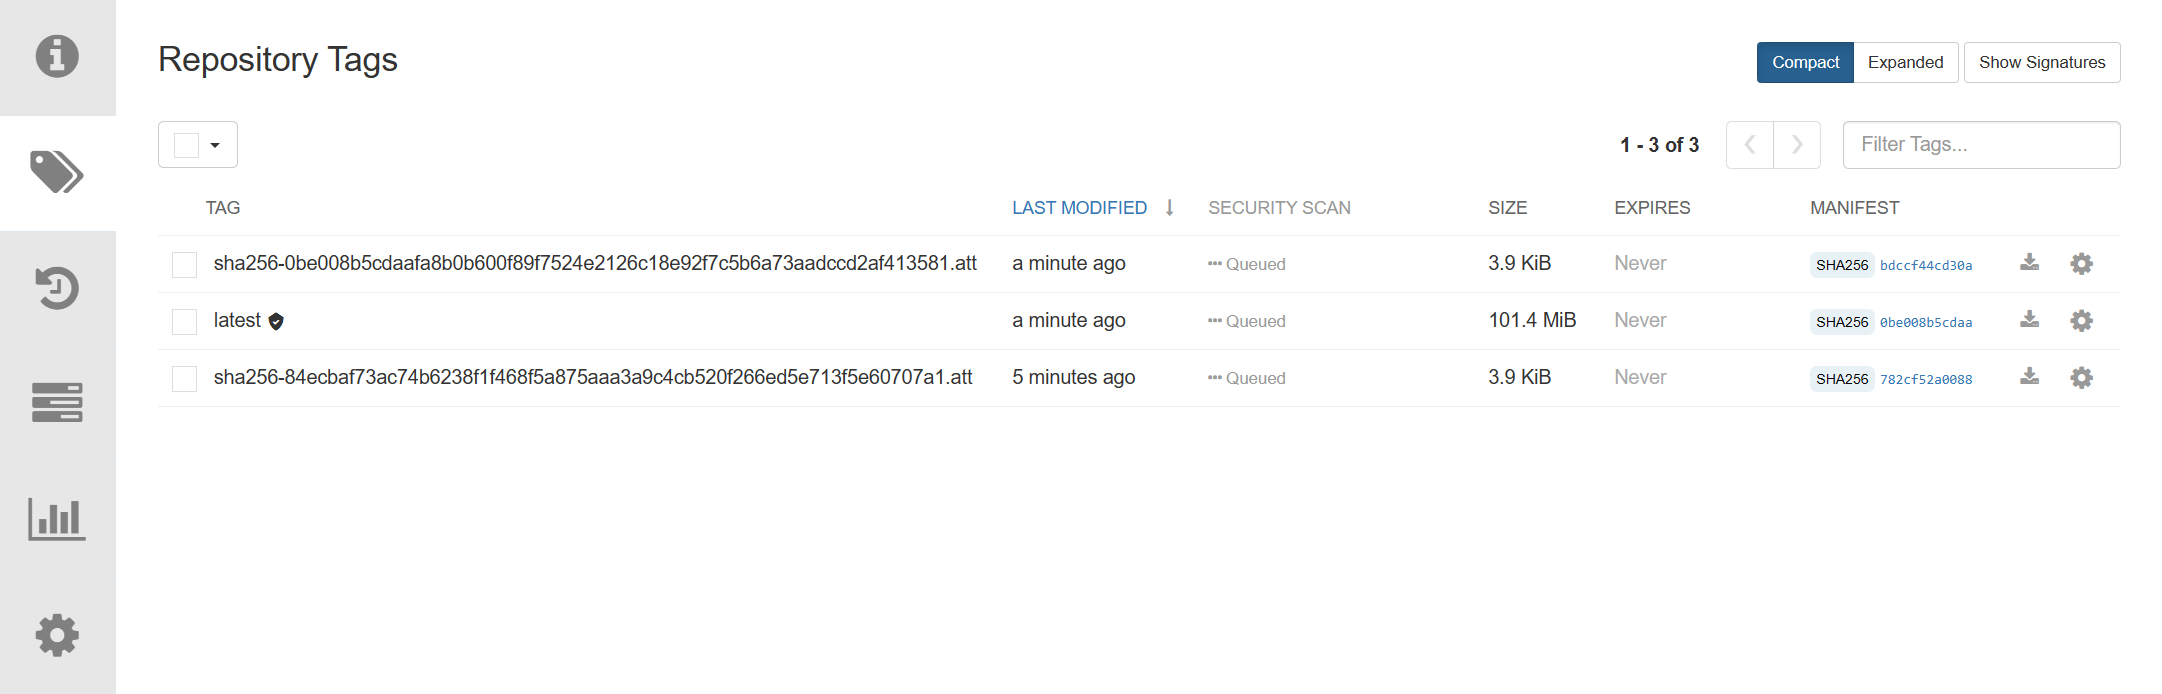 Repository Tags
Compact Expanded Show Signatures
1 - 3 of 3 Filter Tags...
TAG LAST MODIFIED SECURITY SCAN SIZE EXPIRES MANIFEST
sha256-0be008b5cdaafa8b0b600f89f7524e2126c18e92f7c5b6a73aadccd2af413581.att a minute ago Queued 3.9 KiB Never SHA256 bdccf44cd30a
latest a minute ago Queued 101.4 MiB Never SHA256 0be008b5cdaa
sha256-84ecbaf73ac74b6238f1f468f5a875aaa3a9c4cb520f266ed5e713f5e60707a1.att 5 minutes ago Queued 3.9 KiB Never SHA256 782cf52a0088